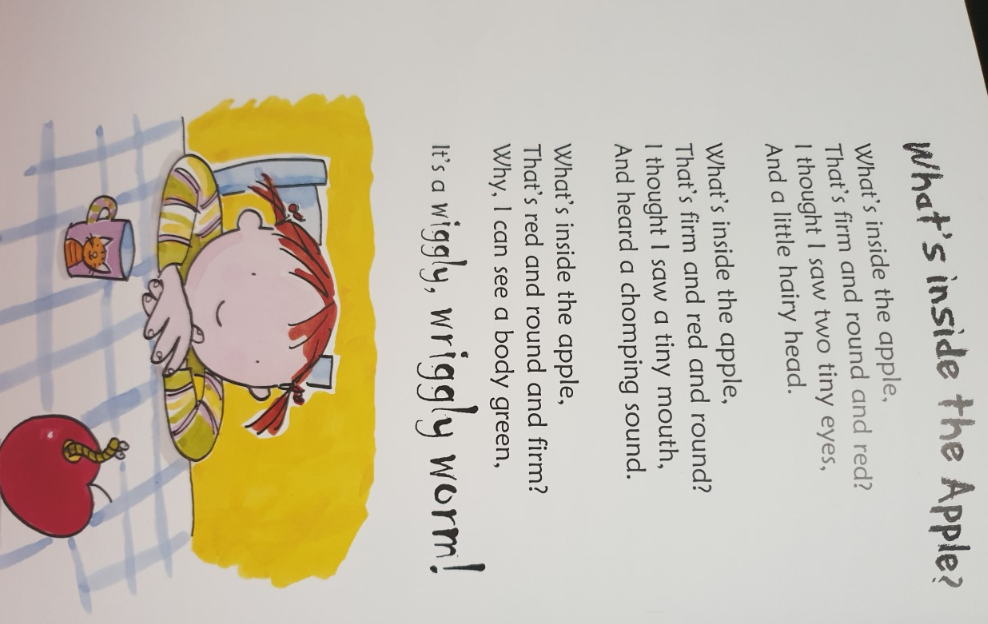 What's inside the Apple?
What's inside the apple,
That's firm and round and red?
I thought I saw two tiny eyes,
And a little hairy head.
What's inside the apple,
That's firm and red and round?
I thought I saw a tiny mouth,
And heard a chomping sound.
What's inside the apple,
That's red and round and firm?
Why, I can see a body green,
It's a wiggly, wriggly worm!